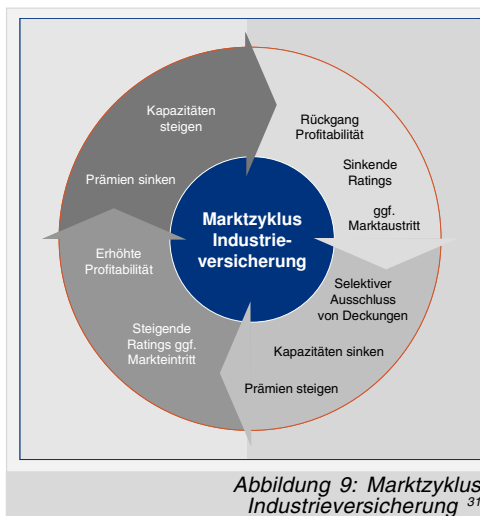 Kapazitäten
steigen
Prämien sinken
Rückgang
Profitabilität
Sinkende
Ratings
ggf.
Marktaustritt
Marktzyklus
Industrie-
versicherung
Selektiver
Ausschluss
von Deckungen
Kapazitäten sinken
Prämien steigen
Erhöhte
Profitabilität
Steigende
Ratings ggf.
Markteintritt
Abbildung 9: Marktzyklus
Industrieversicherung 31